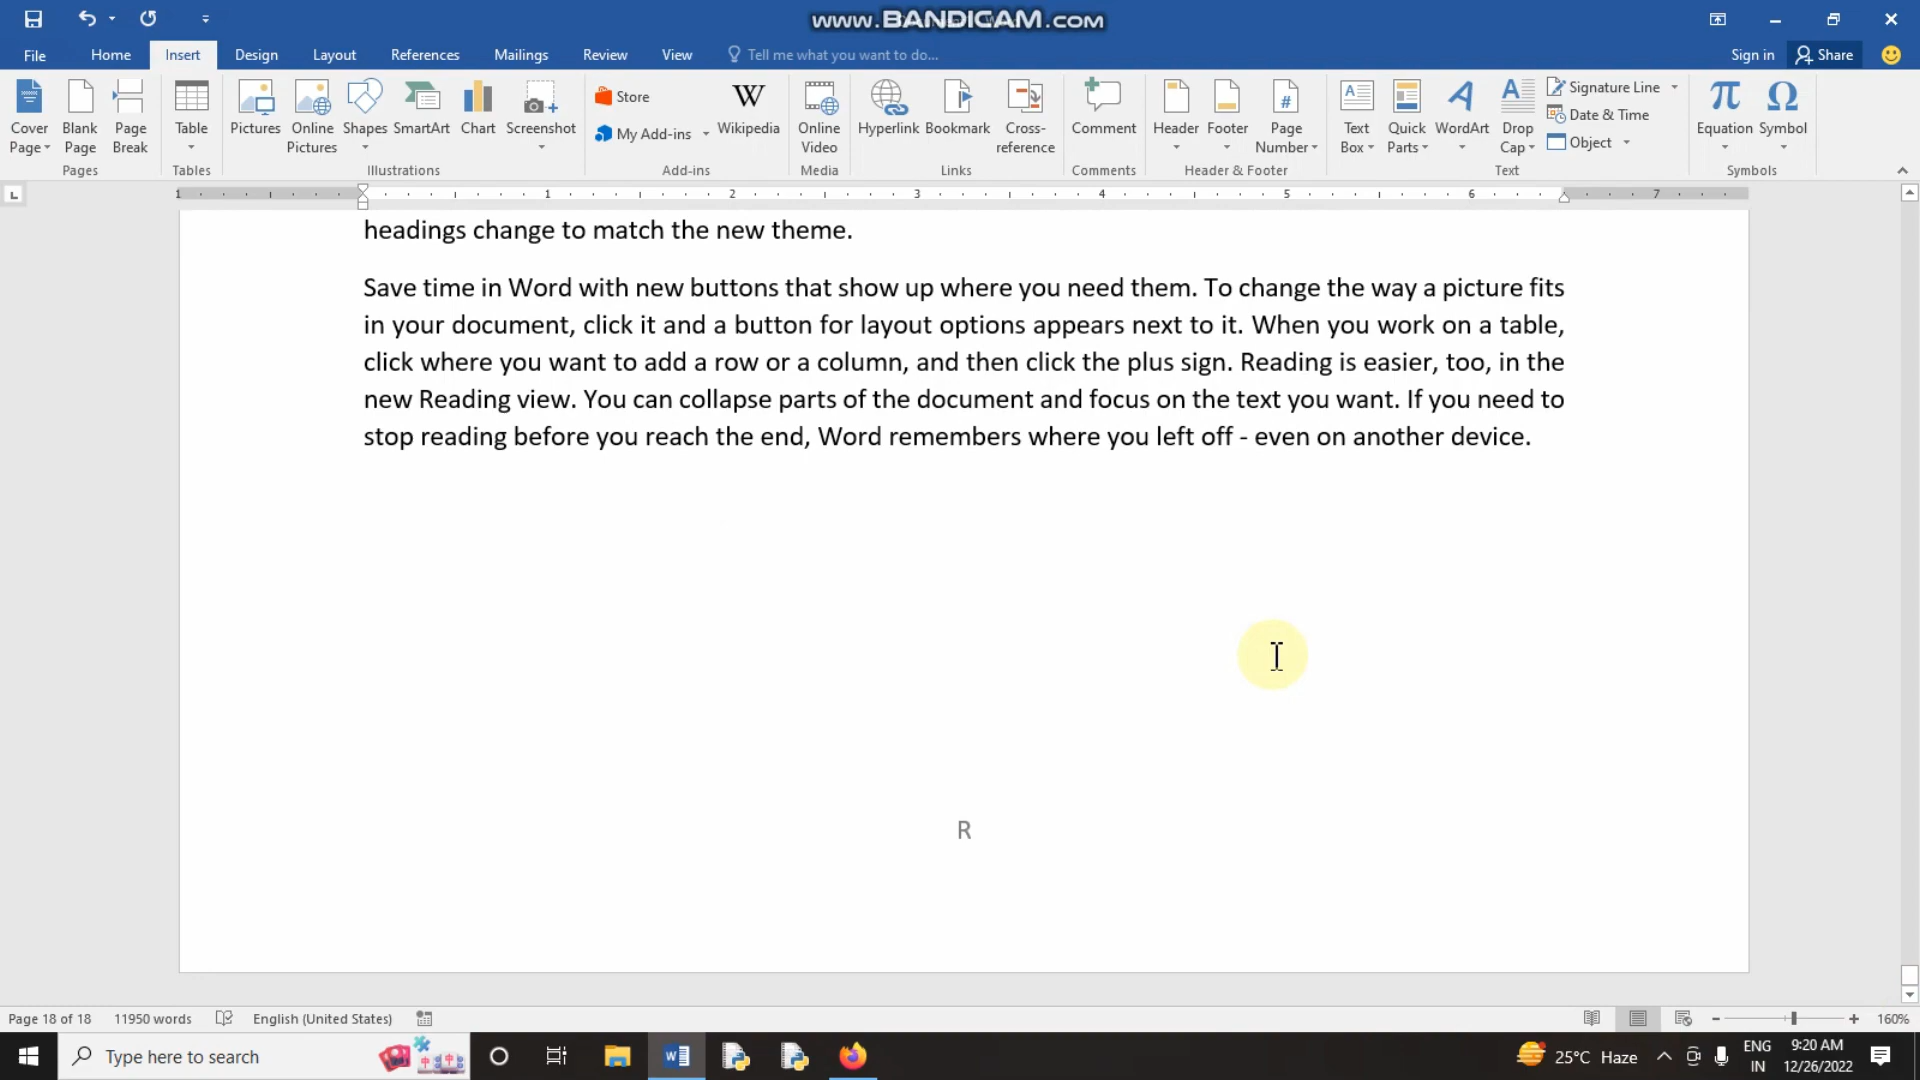 www.BANDICAM.com
File Home Insert Design Layout References Mailings Review View Tell me what you want to do... Sign in Share
Cover Page Blank Page Page Break Table Pictures Online Pictures Shapes SmartArt Chart Screenshot Store My Add-ins Wikipedia Online Video Hyperlink Bookmark Cross-reference Comment Header Footer Page Number Text Box Quick Parts WordArt Drop Cap Signature Line Date & Time Object Equation Symbol
Pages Tables Illustrations Add-ins Media Links Comments Header & Footer Text Symbols
1 1 2 3 4 5 6 7
headings change to match the new theme.
Save time in Word with new buttons that show up where you need them. To change the way a picture fits
in your document, click it and a button for layout options appears next to it. When you work on a table,
click where you want to add a row or a column, and then click the plus sign. Reading is easier, too, in the
new Reading view. You can collapse parts of the document and focus on the text you want. If you need to
stop reading before you reach the end, Word remembers where you left off - even on another device.
R
Page 18 of 18 11950 words English (United States) 160%
Type here to search 25°C Haze ENG 9:20 AM
IN 12/26/2022